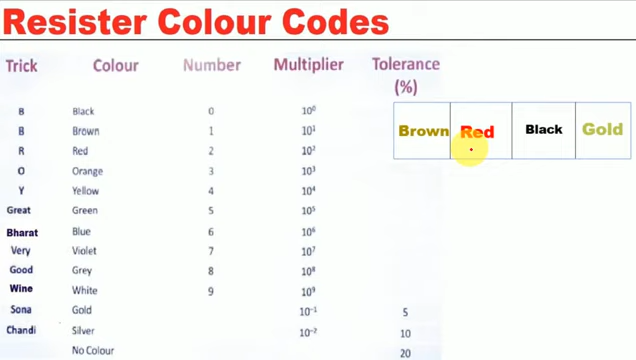 Resister Colour Codes
Trick Colour Number Multiplier Tolerance
(%)
B Black 0 10⁰
B Brown 1 10¹
R Red 2 10²
O Orange 3 10³
Y Yellow 4 10⁴
Great Green 5 10⁵
Bharat Blue 6 10⁶
Very Violet 7 10⁷
Good Grey 8 10⁸
Wine White 9 10⁹
Sona Gold 10⁻¹ 5
Chandi Silver 10⁻² 10
No Colour 20
Brown Red Black Gold